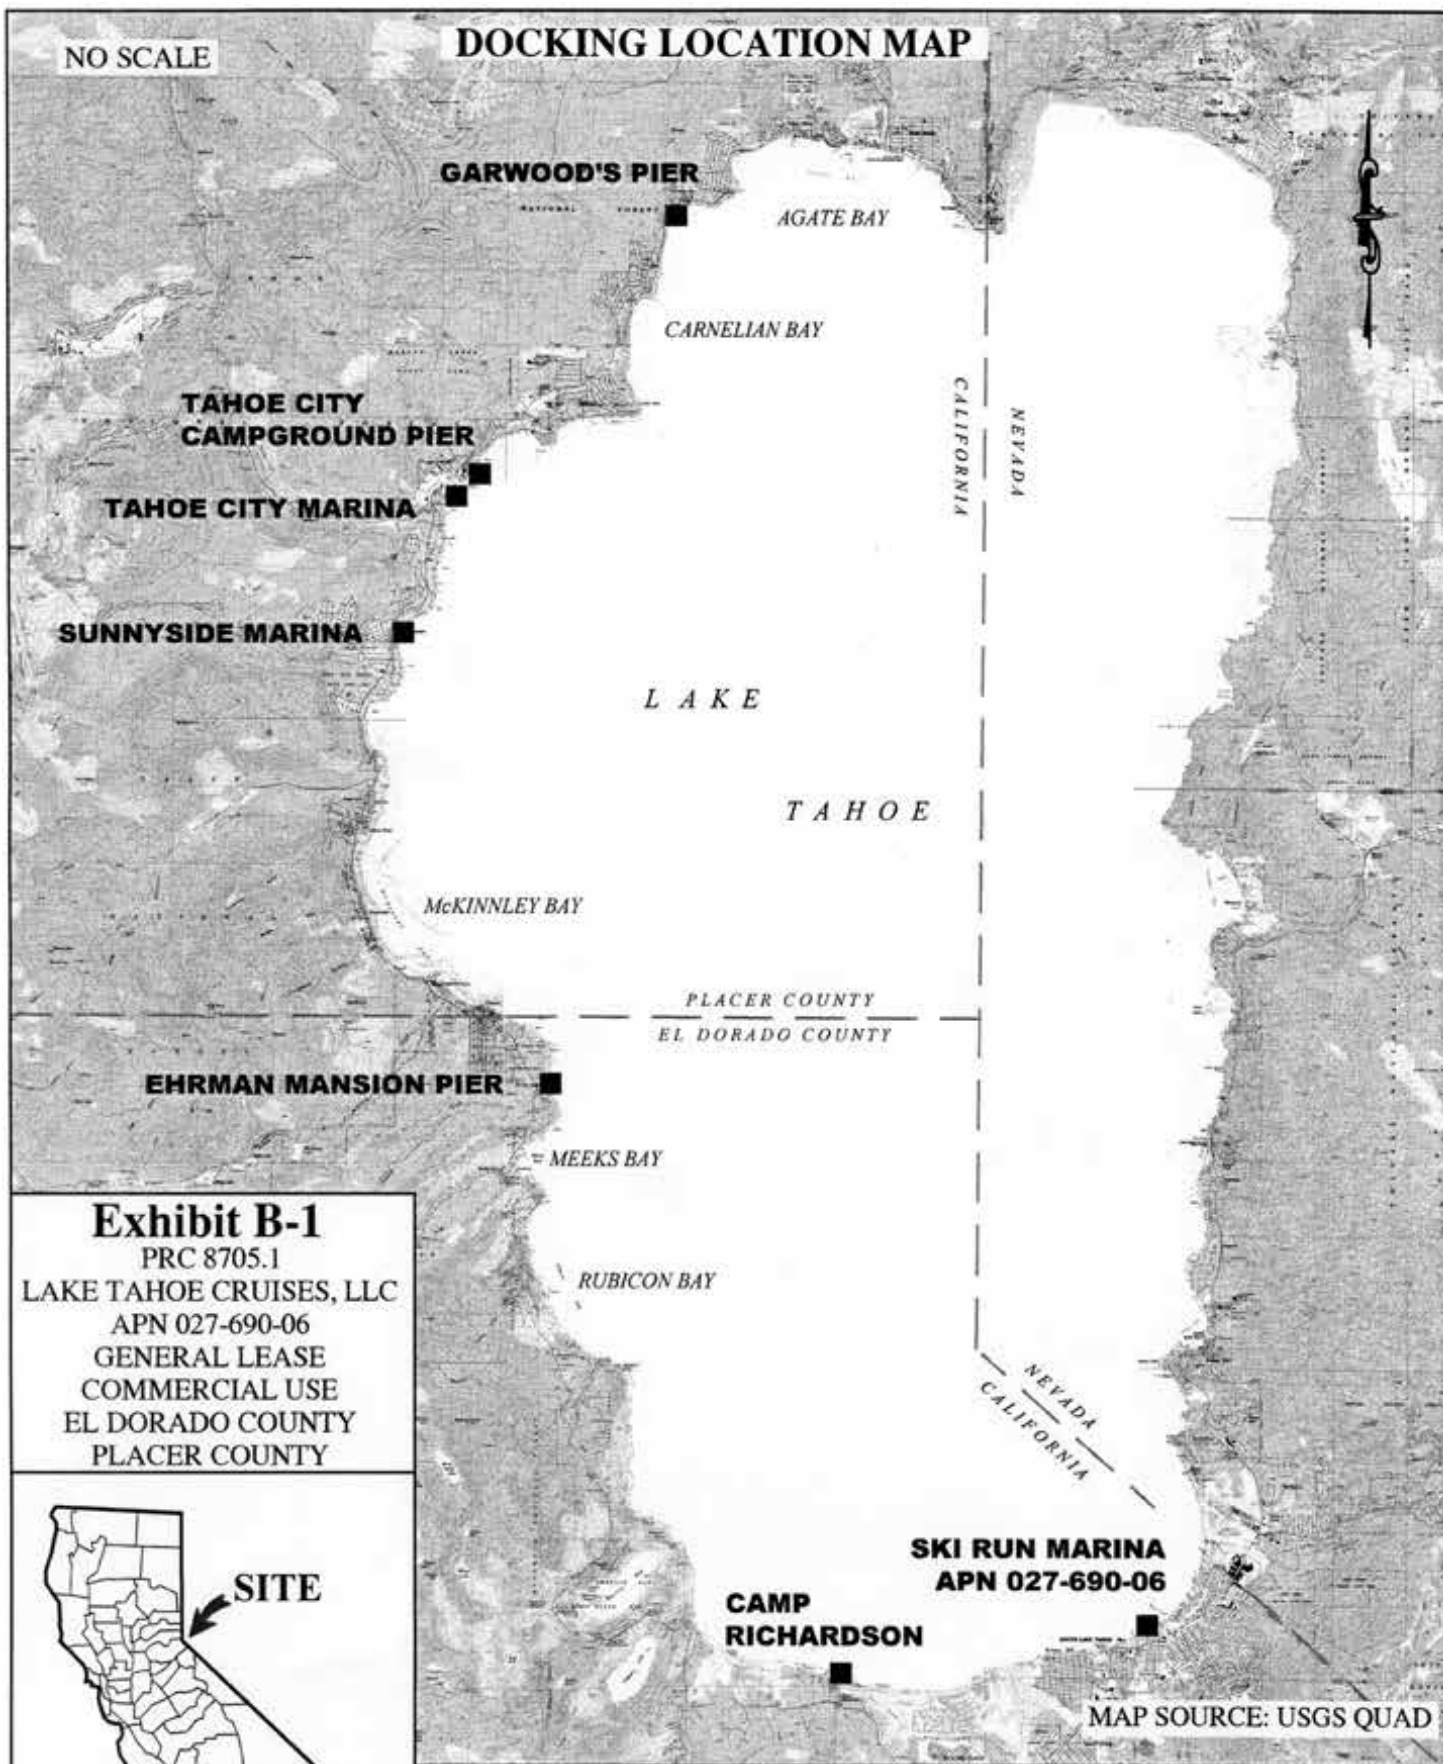 DOCKING LOCATION MAP
NO SCALE
GARWOOD'S PIER
AGATE BAY
CARNELIAN BAY
TAHOE CITY
CAMPGROUND PIER
TAHOE CITY MARINA
CALIFORNIA
NEVADA
SUNNYSIDE MARINA
LAKE
TAHOE
McKINNLEY BAY
PLACER COUNTY
EL DORADO COUNTY
EHRMAN MANSION PIER
MEEKS BAY
RUBICON BAY
NEVADA
CALIFORNIA
Exhibit B-1
PRC 8705.1
LAKE TAHOE CRUISES, LLC
APN 027-690-06
GENERAL LEASE
COMMERCIAL USE
EL DORADO COUNTY
PLACER COUNTY
SITE
SKI RUN MARINA
APN 027-690-06
CAMP
RICHARDSON
MAP SOURCE: USGS QUAD